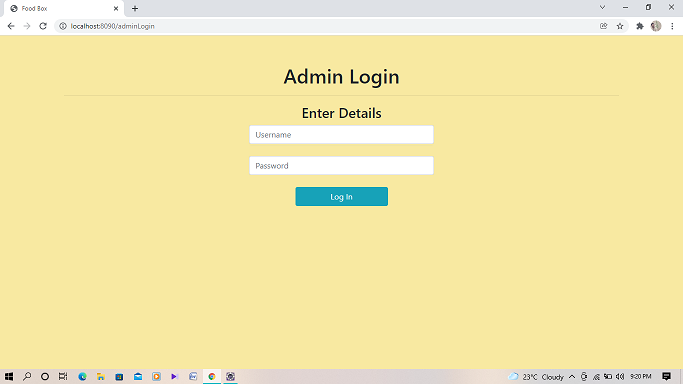 Food Box
localhost:8090/adminLogin
Admin Login
Enter Details
Username
Password
Log In
23°C Cloudy
9:20 PM